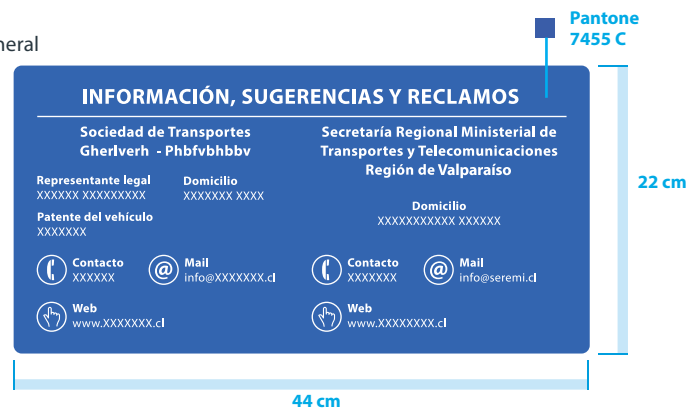 neral
Pantone
7455 C
INFORMACIÓN, SUGERENCIAS Y RECLAMOS
Sociedad de Transportes
Gherlverh - Phbfvbhbbv
Representante legal
XXXXXX XXXXXXXXX
Domicilio
XXXXXXX XXXX
Patente del vehículo
XXXXXXX
Contacto
XXXXXX
Mail
info@XXXXXXX.cl
Web
www.XXXXXXX.cl
Secretaría Regional Ministerial de
Transportes y Telecomunicaciones
Región de Valparaíso
Domicilio
XXXXXXXXXXX XXXXXX
Contacto
XXXXXXX
Mail
info@seremi.cl
Web
www.XXXXXXXX.cl
22 cm
44 cm